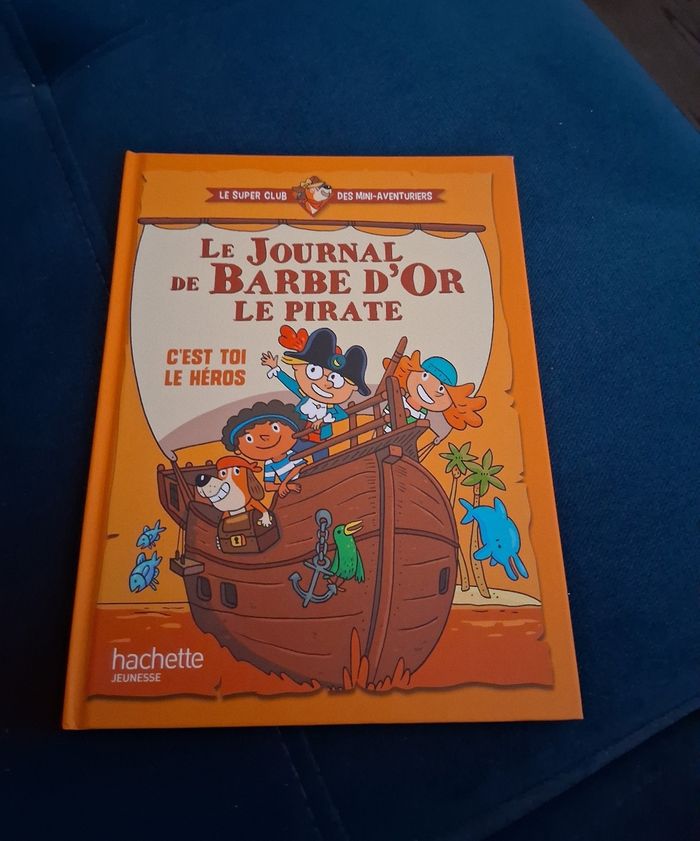 LE SUPER CLUB DES MINI-AVENTURIERS
LE JOURNAL
DE BARBE D'OR
LE PIRATE
C'EST TOI
LE HÉROS
hachette
JEUNESSE